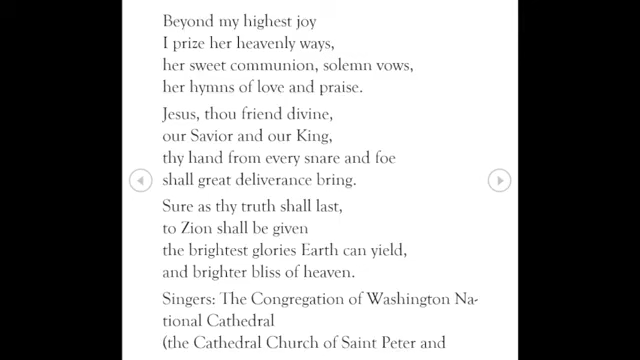 Beyond my highest joy
I prize her heavenly ways,
her sweet communion, solemn vows,
her hymns of love and praise.
Jesus, thou friend divine,
our Savior and our King,
thy hand from every snare and foe
shall great deliverance bring.
Sure as thy truth shall last,
to Zion shall be given
the brightest glories Earth can yield,
and brighter bliss of heaven.
Singers: The Congregation of Washington Na-
tional Cathedral
(the Cathedral Church of Saint Peter and